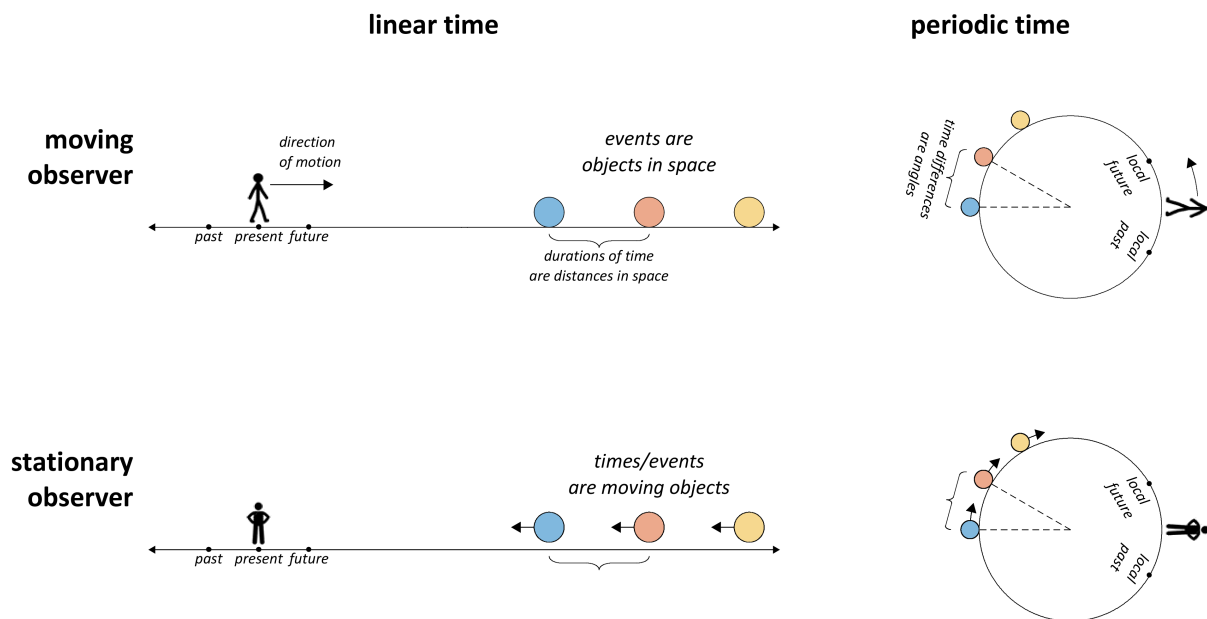 linear time
periodic time
moving
observer
direction
of motion
events are
objects in space
past present future
durations of time
are distances in space
time differences
are angles
local
future
local
past
stationary
observer
times/events
are moving objects
past present future
local
future
local
past